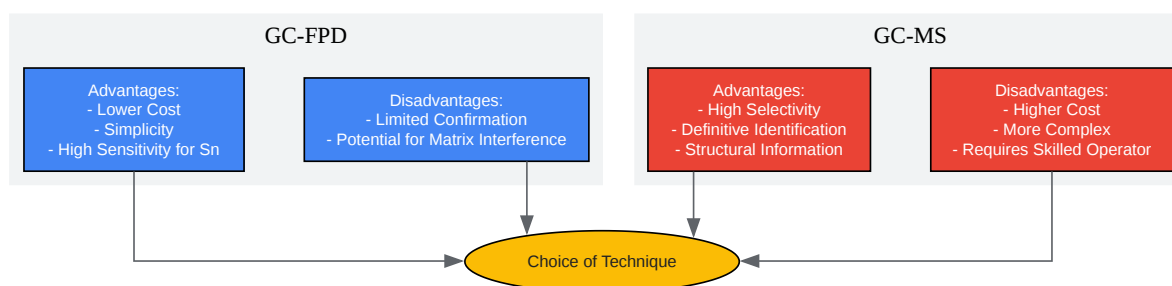 GC-FPD
Advantages:
- Lower Cost
- Simplicity
- High Sensitivity for Sn
Disadvantages:
- Limited Confirmation
- Potential for Matrix Interference
GC-MS
Advantages:
- High Selectivity
- Definitive Identification
- Structural Information
Disadvantages:
- Higher Cost
- More Complex
- Requires Skilled Operator
Choice of Technique